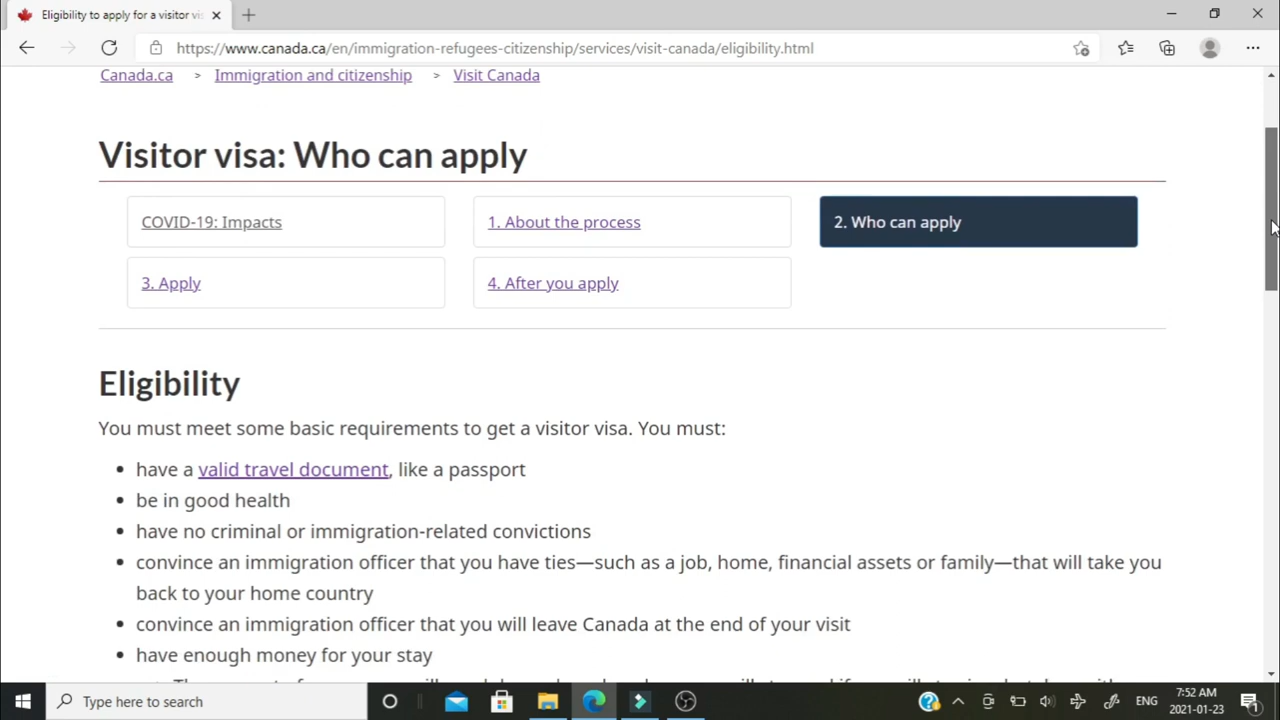 Eligibility to apply for a visitor vi
https://www.canada.ca/en/immigration-refugees-citizenship/services/visit-canada/eligibility.html
Canada.ca > Immigration and citizenship > Visit Canada
Visitor visa: Who can apply
COVID-19: Impacts
1. About the process
2. Who can apply
3. Apply
4. After you apply
Eligibility
You must meet some basic requirements to get a visitor visa. You must:
• have a valid travel document, like a passport
• be in good health
• have no criminal or immigration-related convictions
• convince an immigration officer that you have ties—such as a job, home, financial assets or family—that will take you
back to your home country
• convince an immigration officer that you will leave Canada at the end of your visit
• have enough money for your stay
Type here to search
ENG
7:52 AM
2021-01-23
1